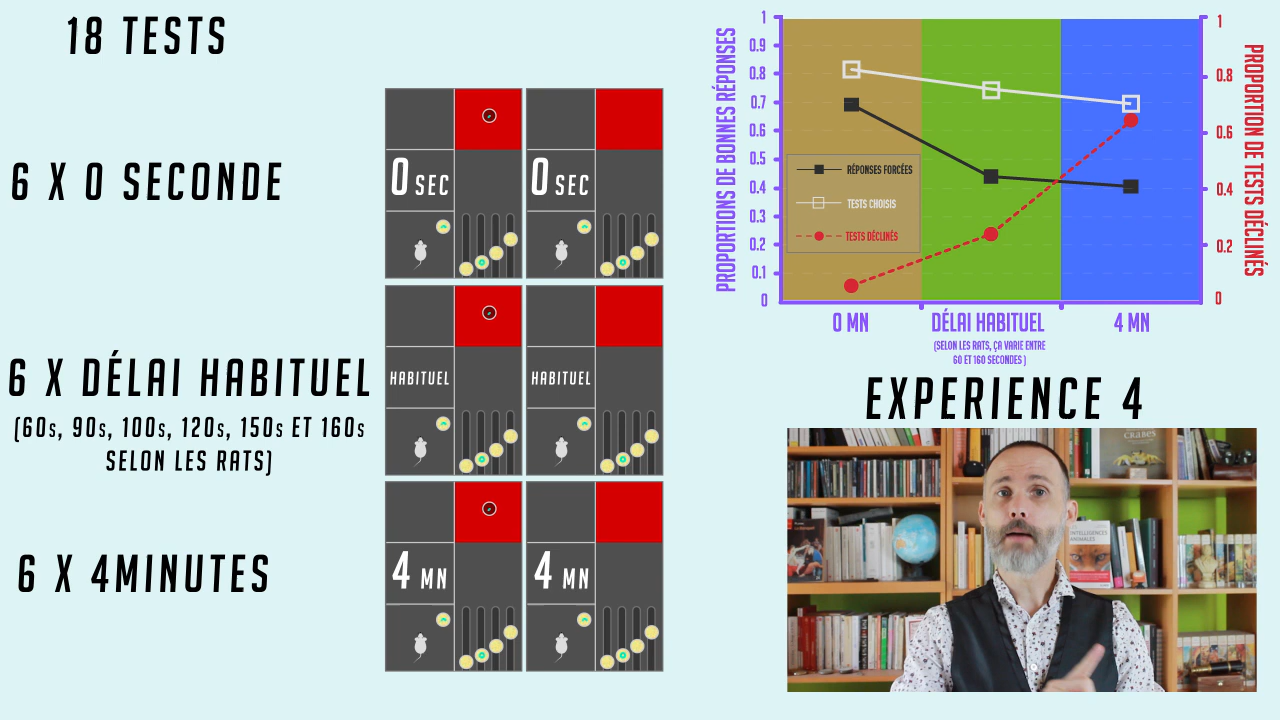 18 TESTS
6 X 0 SECONDE
6 X DÉLAI HABITUEL
(60s, 90s, 100s, 120s, 150s ET 160s
SELON LES RATS)
6 X 4MINUTES
0 SEC
0 SEC
HABITUEL
HABITUEL
4 MN
4 MN
PROPORTIONS DE BONNES RÉPONSES
1
0.9
0.8
0.7
0.6
0.5
0.4
0.3
0.2
0.1
0
RÉPONSES FORCÉES
TESTS CHOISIS
TESTS DÉCLINÉS
1
0.8
0.6
0.4
0.2
0
PROPORTION DE TESTS DÉCLINÉS
0 MN
DÉLAI HABITUEL
4 MN
(SELON LES RATS, ÇA VARIE ENTRE
60 ET 160 SECONDES )
EXPERIENCE 4
CRABES
INTELLIGENCES
ANIMALES